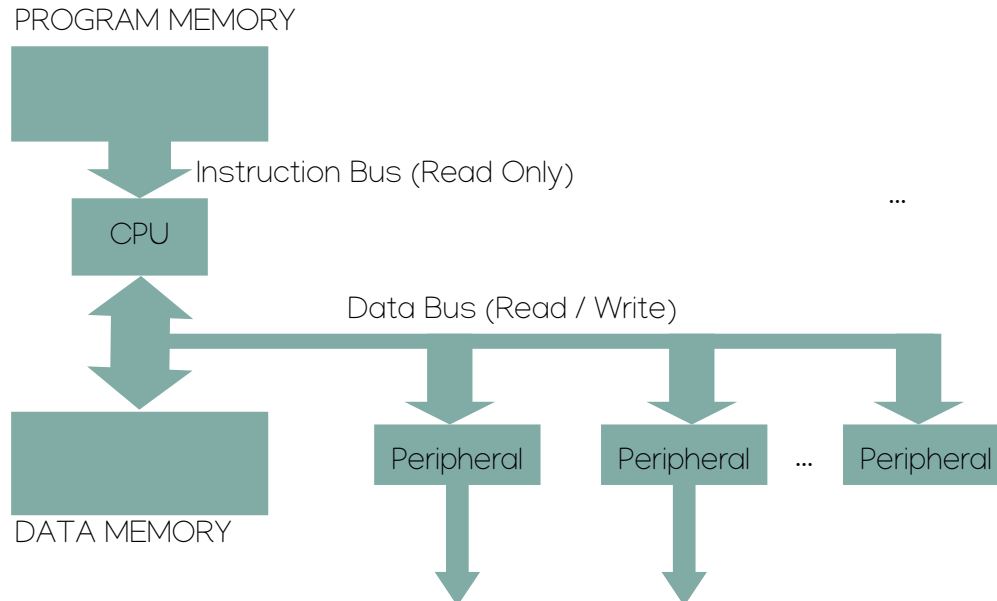 PROGRAM MEMORY
Instruction Bus (Read Only)
...
CPU
Data Bus (Read / Write)
Peripheral
Peripheral
...
Peripheral
DATA MEMORY